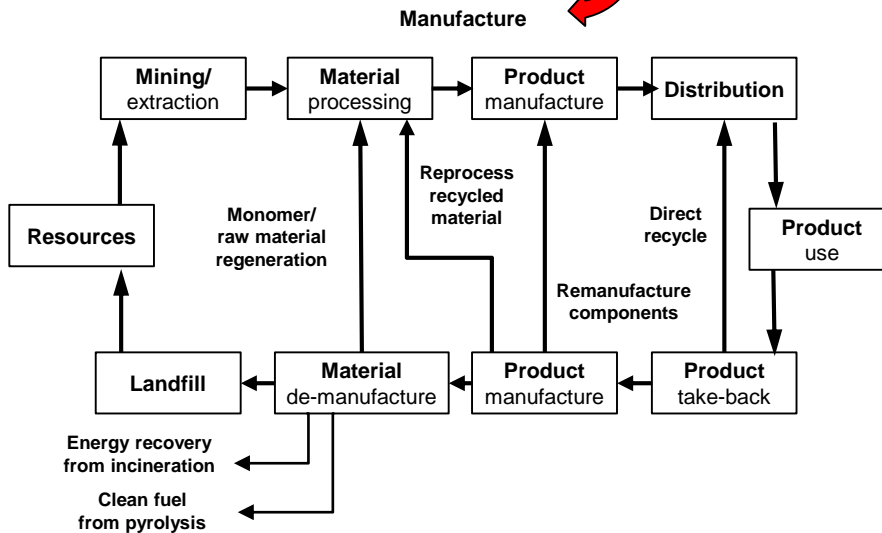 Manufacture
Mining/
extraction
Material
processing
Product
manufacture
Distribution
Reprocess
recycled
material
Monomer/
raw material
regeneration
Direct
recycle
Resources
Product
use
Remanufacture
components
Landfill
Material
de-manufacture
Product
manufacture
Product
take-back
Energy recovery
from incineration
Clean fuel
from pyrolysis